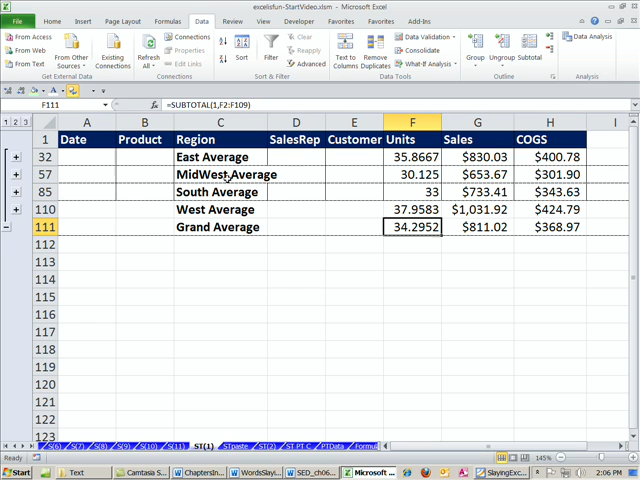 excelisfun-StartVideo.xlsm - Microsoft Excel
File Home Insert Page Layout Formulas Data Review View Developer Favorites Favorites Add-Ins
From Access
From Web
From Text
From Other Sources
Existing Connections
Get External Data
Refresh All
Connections
Properties
Edit Links
Connections
Sort
Filter
Clear
Reapply
Advanced
Sort & Filter
Text to Columns
Remove Duplicates
Data Validation
Consolidate
What-If Analysis
Data Tools
Group
Ungroup
Subtotal
Outline
Data Analysis
Analysis
F111 fx =SUBTOTAL(1,F2:F109)
1 2 3 A B C D E F G H I
1 Date Product Region SalesRep Customer Units Sales COGS
32 East Average 35.8667 $830.03 $400.78
57 MidWest Average 30.125 $653.67 $301.90
85 South Average 33 $733.41 $343.63
110 West Average 37.9583 $1,031.92 $424.79
111 Grand Average 34.2952 $811.02 $368.97
112
113
114
115
116
117
118
119
120
121
122
123
S(6) S(7) S(8) S(9) S(10) S(11) ST(1) STpaste ST(2) ST PT C PTData Formul
Ready 145%
Start Text Camtasia S ChaptersIn WordsSlayi SED_ch06 Microsoft SlayingExc 2:06 PM